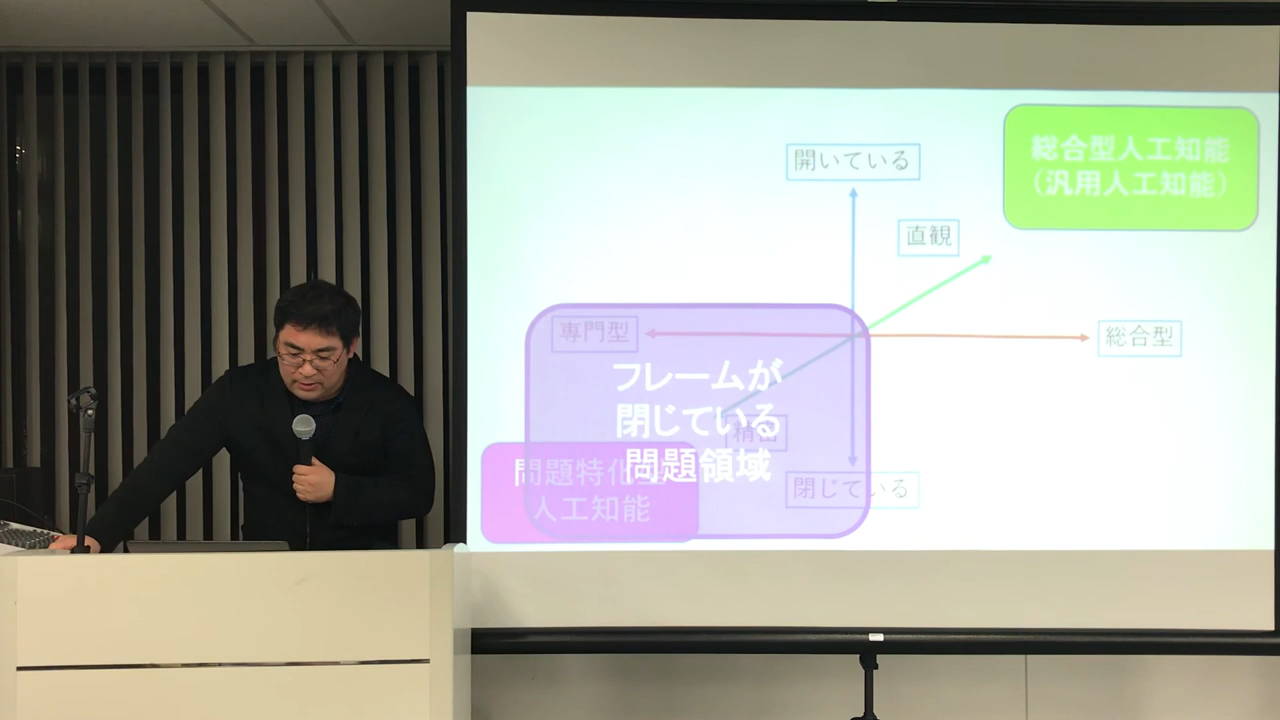 総合型人工知能
(汎用人工知能)
開いている
直観
専門型
総合型
フレームが
閉じている
問題領域
問題特化
人工知能
閉じている